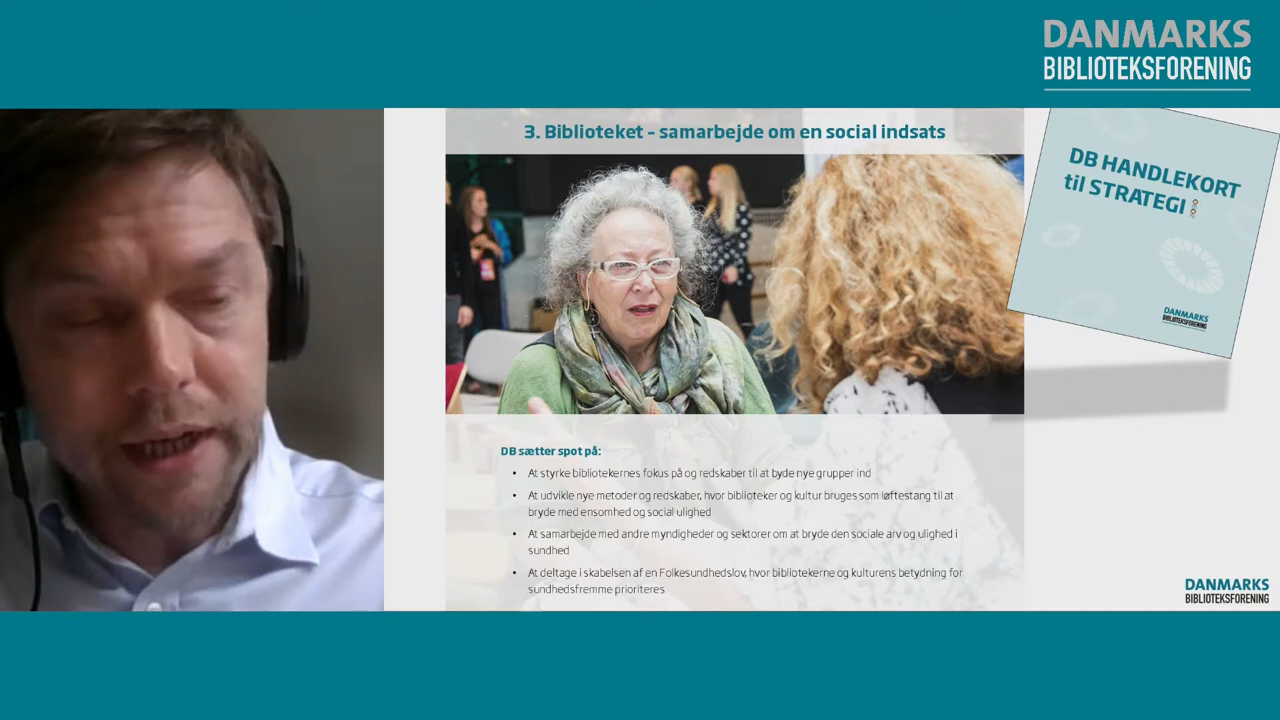 DANMARKS
BIBLIOTEKSFORENING
3. Biblioteket - samarbejde om en social indsats
DB HANDLEKORT
til STRATEGI
DANMARKS
BIBLIOTEKSFORENING
DB sætter spot på:
• At styrke bibliotekernes fokus på og redskaber til at byde nye grupper ind
• At udvikle nye metoder og redskaber, hvor biblioteker og kultur bruges som løftestang til at
bryde med ensomhed og social ulighed
• At samarbejde med andre myndigheder og sektorer om at bryde den sociale arv og ulighed i
sundhed
• At deltage i skabelsen af en Folkesundhedslov, hvor bibliotekerne og kulturens betydning for
sundhedsfremme prioriteres
DANMARKS
BIBLIOTEKSFORENING